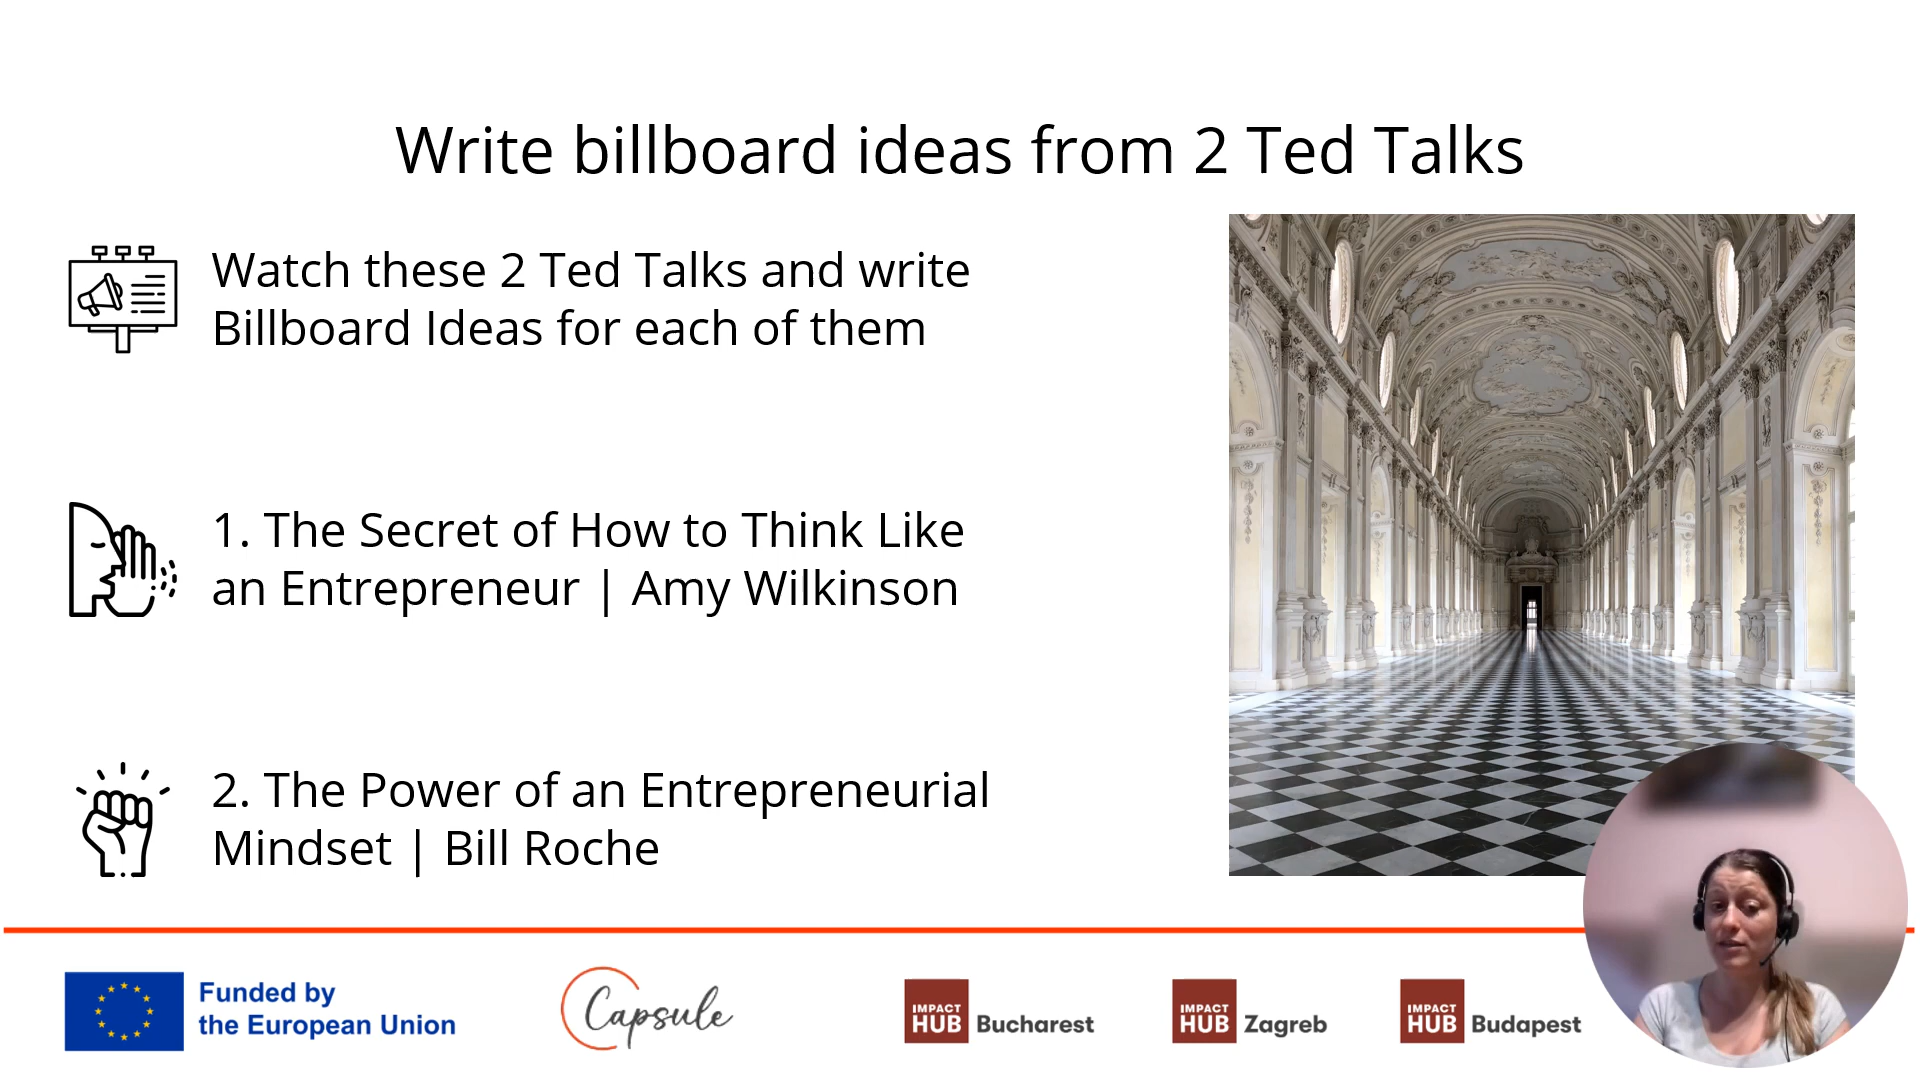 Write billboard ideas from 2 Ted Talks
Watch these 2 Ted Talks and write
Billboard Ideas for each of them
1. The Secret of How to Think Like
an Entrepreneur | Amy Wilkinson
2. The Power of an Entrepreneurial
Mindset | Bill Roche
Funded by
the European Union
Capsule
IMPACT
HUB Bucharest
IMPACT
HUB Zagreb
IMPACT
HUB Budapest